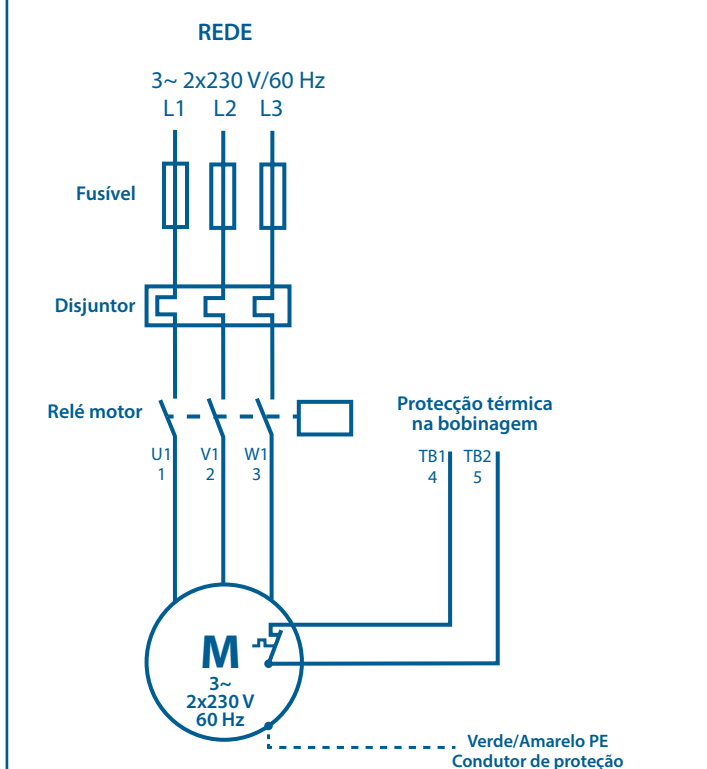 REDE
3~ 2x230 V/60 Hz
L1 L2 L3
Fusível
Disjuntor
Relé motor
Protecção térmica
na bobinagem
U1 V1 W1
1 2 3
TB1 TB2
4 5
M
3~
2x230 V
60 Hz
Verde/Amarelo PE
Condutor de proteção